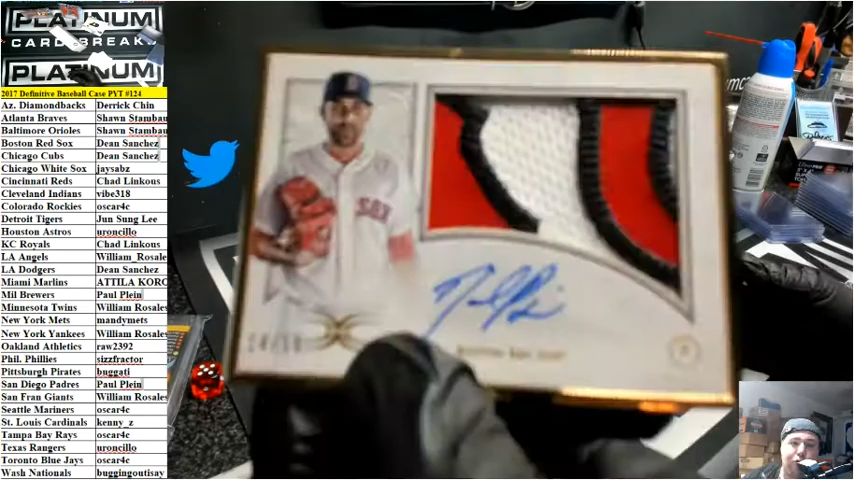 PLATINUM
CARD BREAKS
PLATINUM
2017 Definitive Baseball Case PYT #124
Az. Diamondbacks Derrick Chin
Atlanta Braves Shawn Stambau
Baltimore Orioles Shawn Stambau
Boston Red Sox Dean Sanchez
Chicago Cubs Dean Sanchez
Chicago White Sox jaysabz
Cincinnati Reds Chad Linkous
Cleveland Indians vibe318
Colorado Rockies oscar4c
Detroit Tigers Jun Sung Lee
Houston Astros uroncillo
KC Royals Chad Linkous
LA Angels William_Rosale
LA Dodgers Dean Sanchez
Miami Marlins ATTILA KORO
Mil Brewers Paul Plein
Minnesota Twins William Rosales
New York Mets mandymets
New York Yankees William Rosales
Oakland Athletics raw2392
Phil. Phillies sizzfractor
Pittsburgh Pirates buggati
San Diego Padres Paul Plein
San Fran Giants William Rosales
Seattle Mariners oscar4c
St. Louis Cardinals kenny_z
Tampa Bay Rays oscar4c
Texas Rangers uroncillo
Toronto Blue Jays oscar4c
Wash Nationals buggingoutisay
SOX